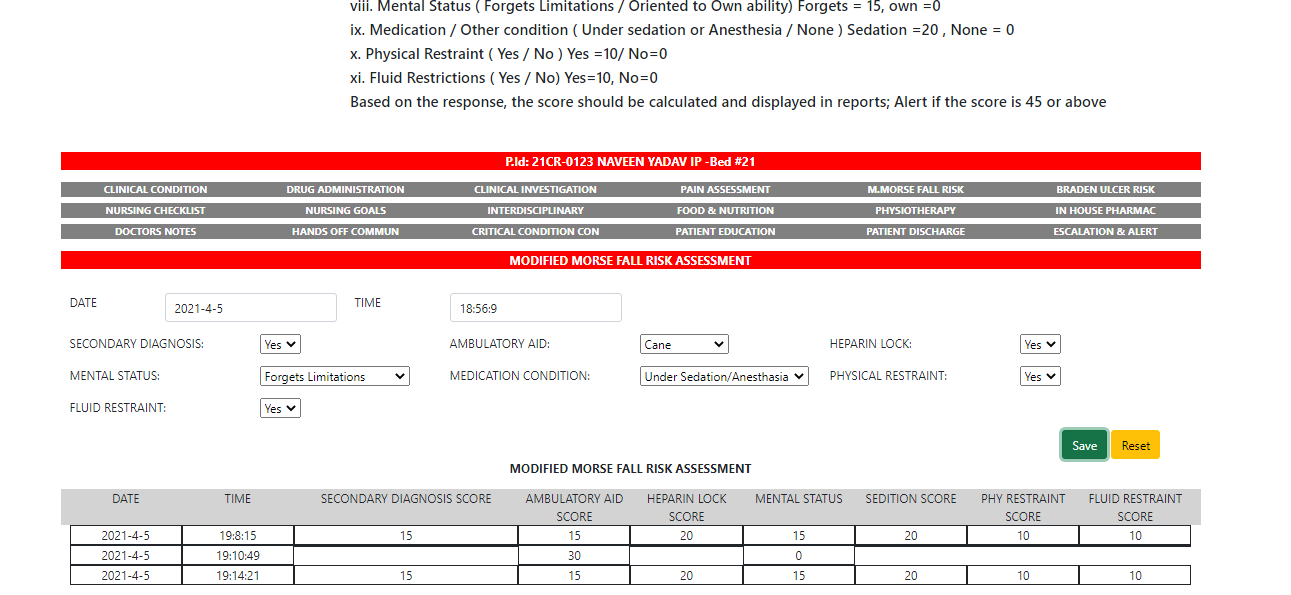 viii. Mental Status ( Forgets Limitations / Oriented to Own ability) Forgets = 15, own =0
ix. Medication / Other condition ( Under sedation or Anesthesia / None ) Sedation =20 , None = 0
x. Physical Restraint ( Yes / No ) Yes =10/ No=0
xi. Fluid Restrictions ( Yes / No) Yes=10, No=0
Based on the response, the score should be calculated and displayed in reports; Alert if the score is 45 or above
P.Id: 21CR-0123 NAVEEN YADAV IP -Bed #21
CLINICAL CONDITION DRUG ADMINISTRATION CLINICAL INVESTIGATION PAIN ASSESSMENT M.MORSE FALL RISK BRADEN ULCER RISK
NURSING CHECKLIST NURSING GOALS INTERDISCIPLINARY FOOD & NUTRITION PHYSIOTHERAPY IN HOUSE PHARMAC
DOCTORS NOTES HANDS OFF COMMUN CRITICAL CONDITION CON PATIENT EDUCATION PATIENT DISCHARGE ESCALATION & ALERT
MODIFIED MORSE FALL RISK ASSESSMENT
DATE 2021-4-5 TIME 18:56:9
SECONDARY DIAGNOSIS: Yes AMBULATORY AID: Cane HEPARIN LOCK: Yes
MENTAL STATUS: Forgets Limitations MEDICATION CONDITION: Under Sedation/Anesthasia PHYSICAL RESTRAINT: Yes
FLUID RESTRAINT: Yes
Save Reset
MODIFIED MORSE FALL RISK ASSESSMENT
DATE TIME SECONDARY DIAGNOSIS SCORE AMBULATORY AID SCORE HEPARIN LOCK SCORE MENTAL STATUS SEDITION SCORE PHY RESTRAINT SCORE FLUID RESTRAINT SCORE
2021-4-5 19:8:15 15 15 20 15 20 10 10
2021-4-5 19:10:49 30 0
2021-4-5 19:14:21 15 15 20 15 20 10 10